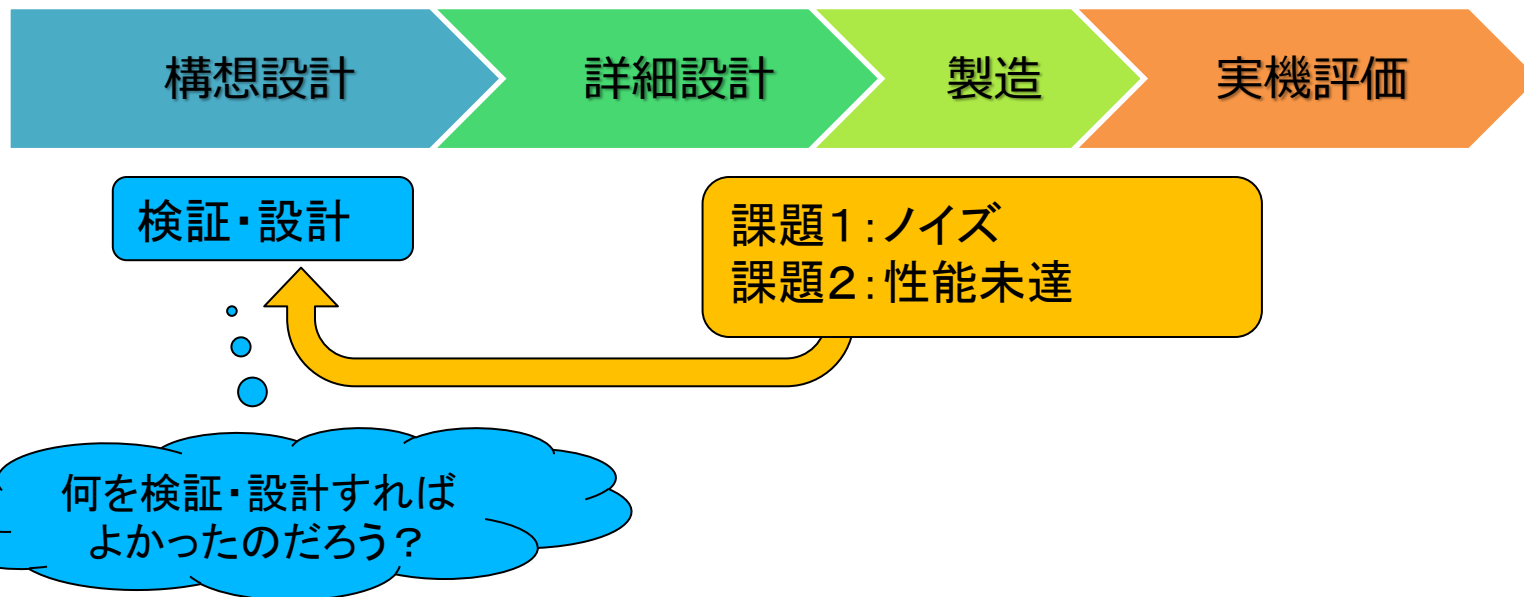 構想設計
詳細設計
製造
実機評価
検証・設計
課題１：ノイズ
課題２：性能未達
何を検証・設計すれば
よかったのだろう？